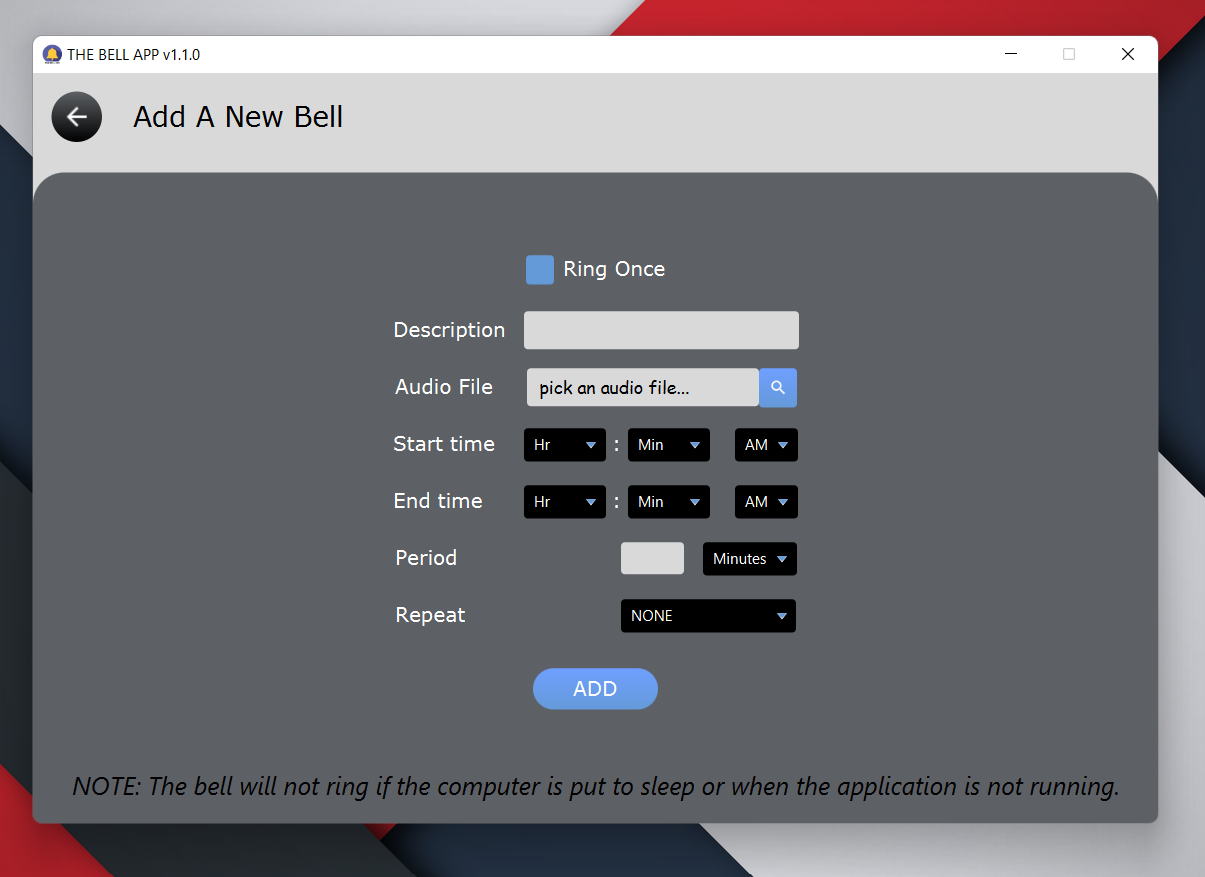 THE BELL APP v1.1.0
Add A New Bell
Ring Once
Description
Audio File pick an audio file...
Start time Hr : Min AM
End time Hr : Min AM
Period Minutes
Repeat NONE
ADD
NOTE: The bell will not ring if the computer is put to sleep or when the application is not running.